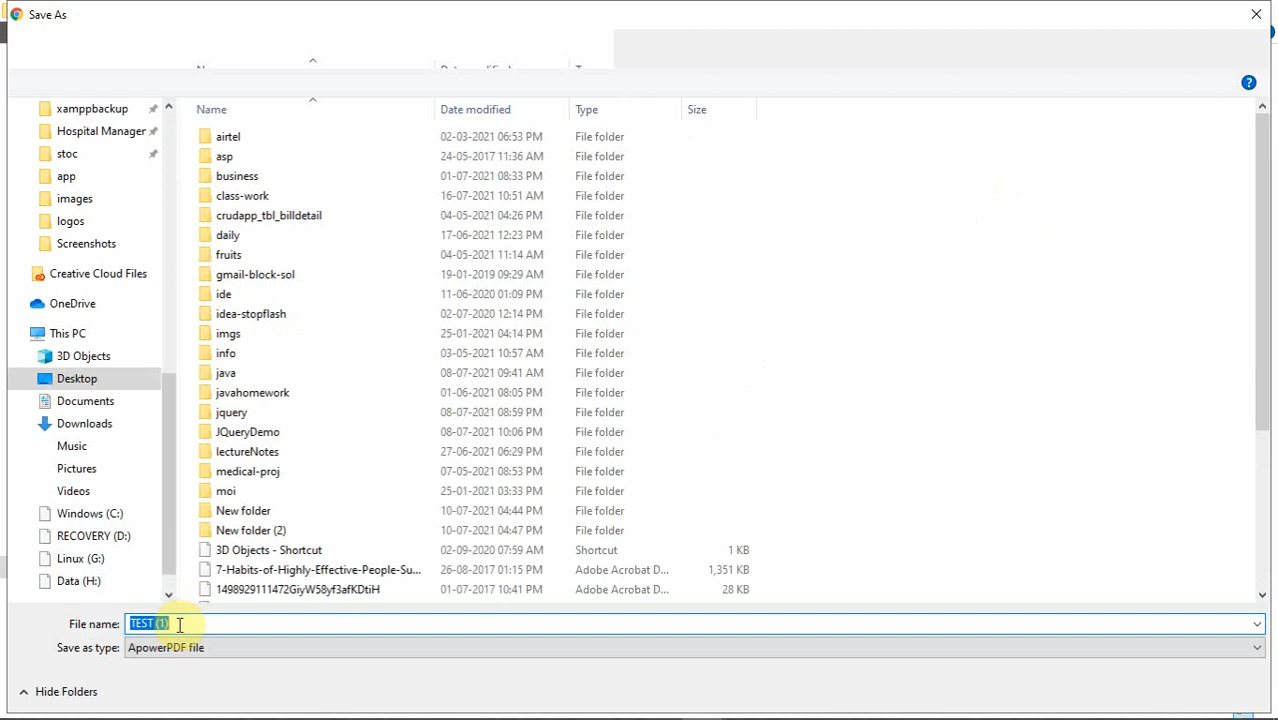 Save As
Name Date modified Type Size
xamppbackup
Hospital Manager
stoc
app
images
logos
Screenshots
Creative Cloud Files
OneDrive
This PC
3D Objects
Desktop
Documents
Downloads
Music
Pictures
Videos
Windows (C:)
RECOVERY (D:)
Linux (G:)
Data (H:)
airtel 02-03-2021 06:53 PM File folder
asp 24-05-2017 11:36 AM File folder
business 01-07-2021 08:33 PM File folder
class-work 16-07-2021 10:51 AM File folder
crudapp_tbl_billdetail 04-05-2021 04:26 PM File folder
daily 17-06-2021 12:23 PM File folder
fruits 04-05-2021 11:14 AM File folder
gmail-block-sol 19-01-2019 09:29 AM File folder
ide 11-06-2020 01:09 PM File folder
idea-stopflash 02-07-2020 12:14 PM File folder
imgs 25-01-2021 04:14 PM File folder
info 03-05-2021 10:57 AM File folder
java 08-07-2021 09:41 AM File folder
javahomework 01-06-2021 08:05 PM File folder
jquery 08-07-2021 08:59 PM File folder
JQueryDemo 08-07-2021 10:06 PM File folder
lectureNotes 27-06-2021 06:29 PM File folder
medical-proj 07-05-2021 08:53 PM File folder
moi 25-01-2021 03:33 PM File folder
New folder 10-07-2021 04:44 PM File folder
New folder (2) 10-07-2021 04:47 PM File folder
3D Objects - Shortcut 02-09-2020 07:59 AM Shortcut 1 KB
7-Habits-of-Highly-Effective-People-Su... 26-08-2017 01:15 PM Adobe Acrobat D... 1,351 KB
1498929111472GiyW58yf3afKDtiH 01-07-2017 10:41 PM Adobe Acrobat D... 28 KB
File name: TEST (1)
Save as type: ApowerPDF file
Hide Folders